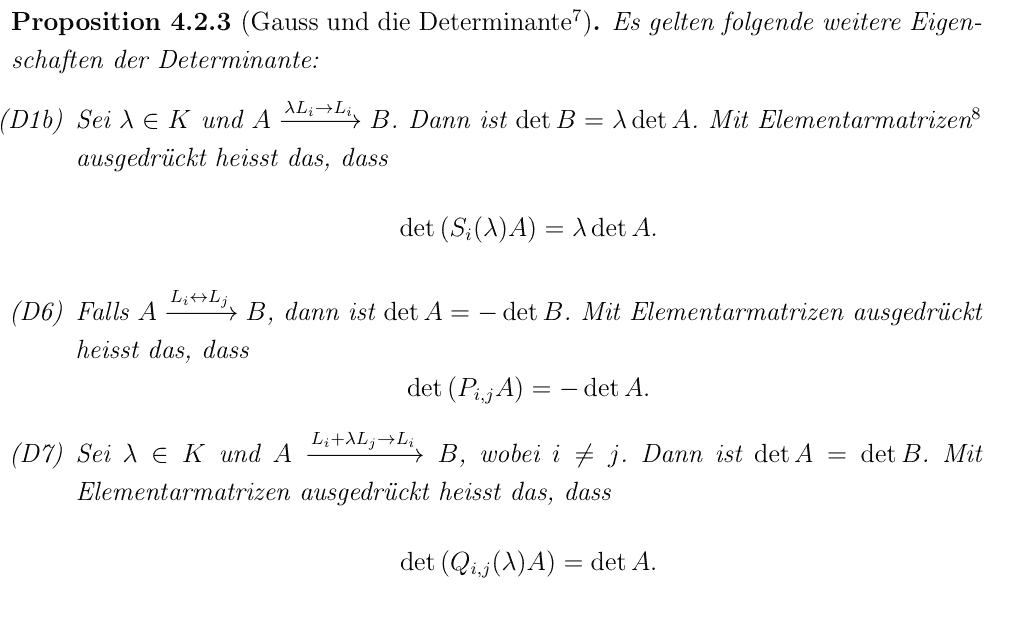 Proposition 4.2.3 (Gauss und die Determinante⁷). Es gelten folgende weitere Eigen-
schaften der Determinante:
(D1b) Sei λ ∈ K und A \xrightarrow{λL_i→L_i} B. Dann ist det B = λ det A. Mit Elementarmatrizen⁸
ausgedrückt heisst das, dass
det (S_i(λ)A) = λ det A.
(D6) Falls A \xrightarrow{L_i↔L_j} B, dann ist det A = − det B. Mit Elementarmatrizen ausgedrückt
heisst das, dass
det (P_{i,j}A) = − det A.
(D7) Sei λ ∈ K und A \xrightarrow{L_i+λL_j→L_i} B, wobei i ≠ j. Dann ist det A = det B. Mit
Elementarmatrizen ausgedrückt heisst das, dass
det (Q_{i,j}(λ)A) = det A.